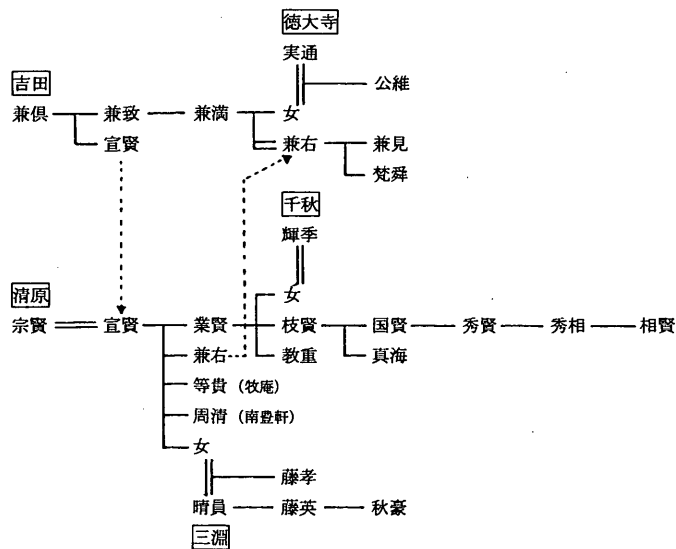 徳大寺
実通
公維
吉田
兼倶 兼致 兼満 女
宣賢 兼右 兼見
梵舜
千秋
輝季
清原
女
宗賢 宣賢 業賢 枝賢 国賢 秀賢 秀相 相賢
兼右 教重 真海
等貴(牧庵)
周清(南豊軒)
女
藤孝
晴員 藤英 秋豪
三淵